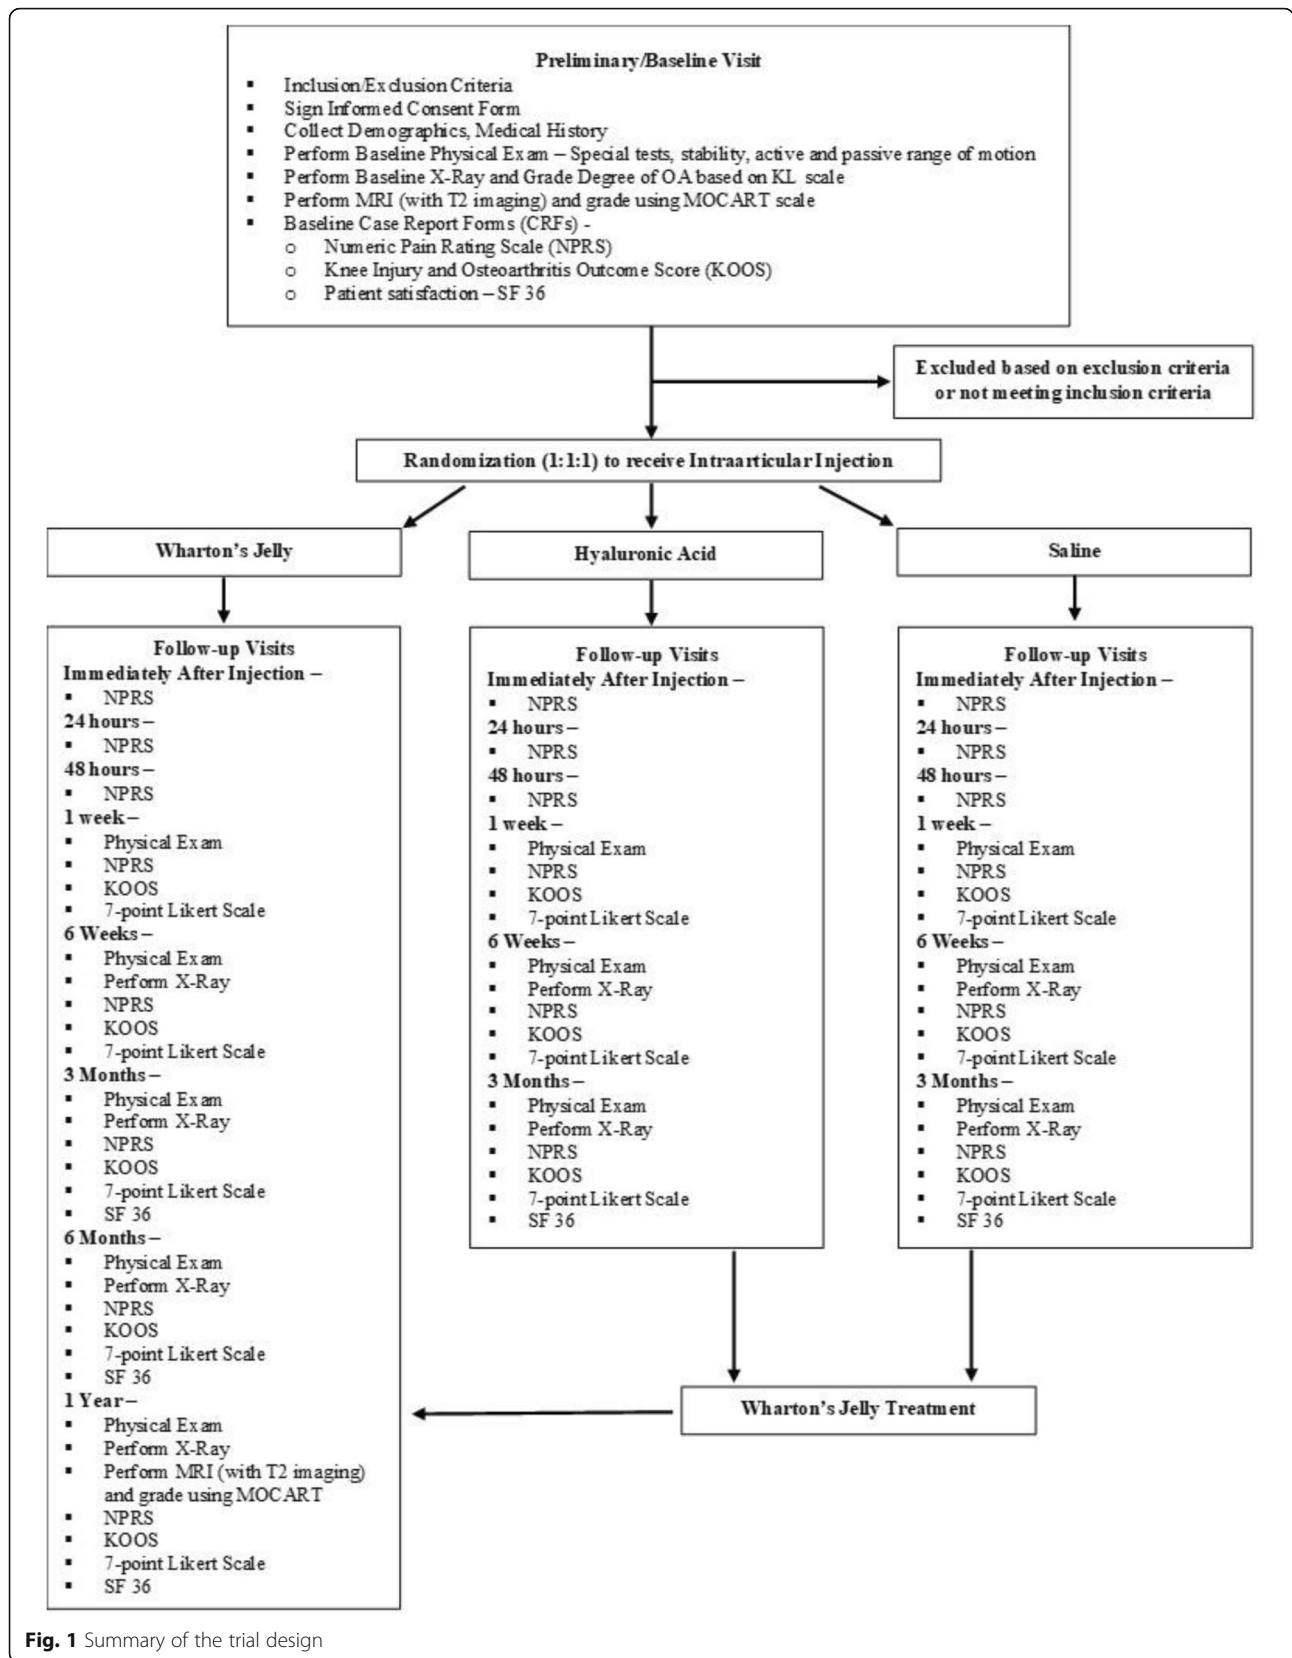 Preliminary/Baseline Visit
▪ Inclusion/Exclusion Criteria
▪ Sign Informed Consent Form
▪ Collect Demographics, Medical History
▪ Perform Baseline Physical Exam – Special tests, stability, active and passive range of motion
▪ Perform Baseline X-Ray and Grade Degree of OA based on KL scale
▪ Perform MRI (with T2 imaging) and grade using MOCART scale
▪ Baseline Case Report Forms (CRFs) -
o Numeric Pain Rating Scale (NPRS)
o Knee Injury and Osteoarthritis Outcome Score (KOOS)
o Patient satisfaction – SF 36
Excluded based on exclusion criteria
or not meeting inclusion criteria
Randomization (1:1:1) to receive Intraarticular Injection
Wharton's Jelly
Follow-up Visits
Immediately After Injection –
▪ NPRS
24 hours –
▪ NPRS
48 hours –
▪ NPRS
1 week –
▪ Physical Exam
▪ NPRS
▪ KOOS
▪ 7-point Likert Scale
6 Weeks –
▪ Physical Exam
▪ Perform X-Ray
▪ NPRS
▪ KOOS
▪ 7-point Likert Scale
3 Months –
▪ Physical Exam
▪ Perform X-Ray
▪ NPRS
▪ KOOS
▪ 7-point Likert Scale
▪ SF 36
6 Months –
▪ Physical Exam
▪ Perform X-Ray
▪ NPRS
▪ KOOS
▪ 7-point Likert Scale
▪ SF 36
1 Year –
▪ Physical Exam
▪ Perform X-Ray
▪ Perform MRI (with T2 imaging)
and grade using MOCART
▪ NPRS
▪ KOOS
▪ 7-point Likert Scale
▪ SF 36
Hyaluronic Acid
Follow-up Visits
Immediately After Injection –
▪ NPRS
24 hours –
▪ NPRS
48 hours –
▪ NPRS
1 week –
▪ Physical Exam
▪ NPRS
▪ KOOS
▪ 7-point Likert Scale
6 Weeks –
▪ Physical Exam
▪ Perform X-Ray
▪ NPRS
▪ KOOS
▪ 7-point Likert Scale
3 Months –
▪ Physical Exam
▪ Perform X-Ray
▪ NPRS
▪ KOOS
▪ 7-point Likert Scale
▪ SF 36
Saline
Follow-up Visits
Immediately After Injection –
▪ NPRS
24 hours –
▪ NPRS
48 hours –
▪ NPRS
1 week –
▪ Physical Exam
▪ NPRS
▪ KOOS
▪ 7-point Likert Scale
6 Weeks –
▪ Physical Exam
▪ Perform X-Ray
▪ NPRS
▪ KOOS
▪ 7-point Likert Scale
3 Months –
▪ Physical Exam
▪ Perform X-Ray
▪ NPRS
▪ KOOS
▪ 7-point Likert Scale
▪ SF 36
Wharton's Jelly Treatment
Fig. 1 Summary of the trial design